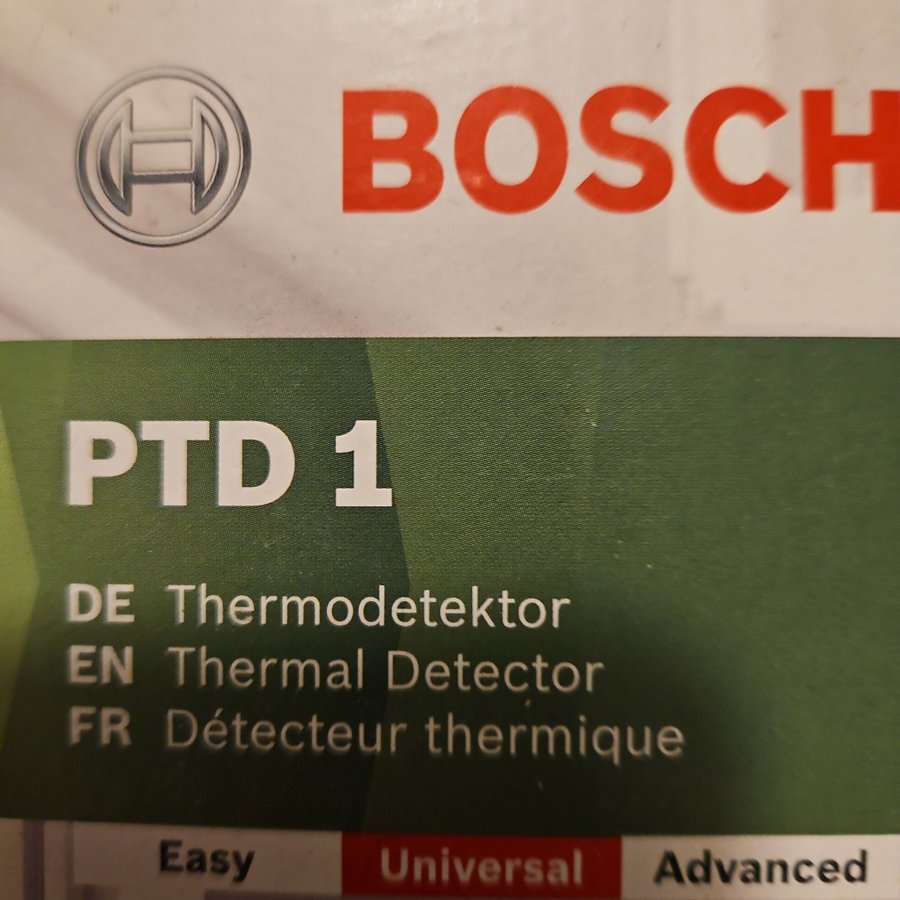 BOSCH
PTD 1
DE Thermodetektor
EN Thermal Detector
FR Détecteur thermique
Easy Universal Advanced